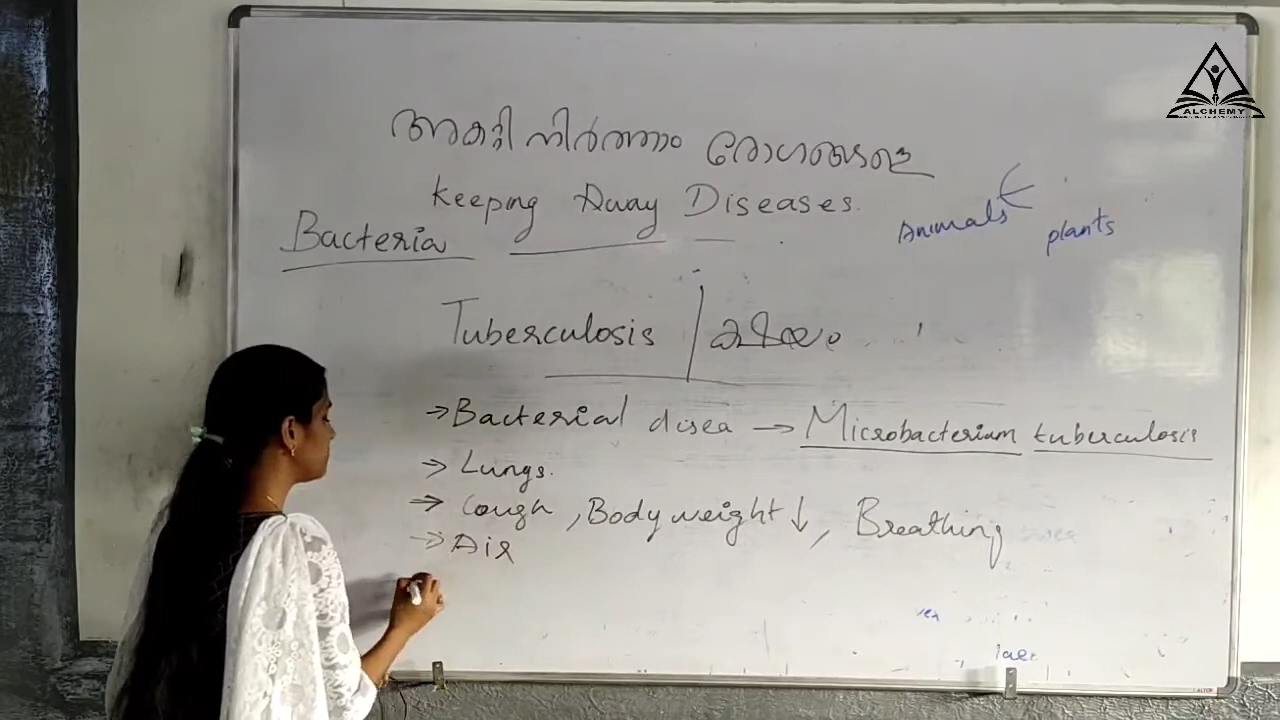 ALCHEMY
അകറ്റി നിർത്താം രോഗങ്ങളെ
Keeping Away Diseases.
Animals
plants
Bacteria
Tuberculosis | ക്ഷയം
→ Bacterial disea → Microbacterium tuberculosis
→ Lungs.
→ Cough, Body weight ↓, Breathing
→ Air